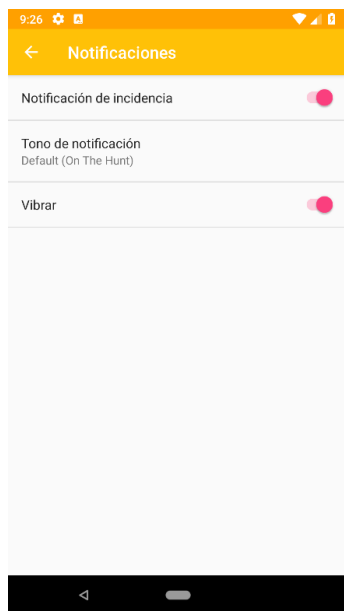 9:26
Notificaciones
Notificación de incidencia
Tono de notificación
Default (On The Hunt)
Vibrar